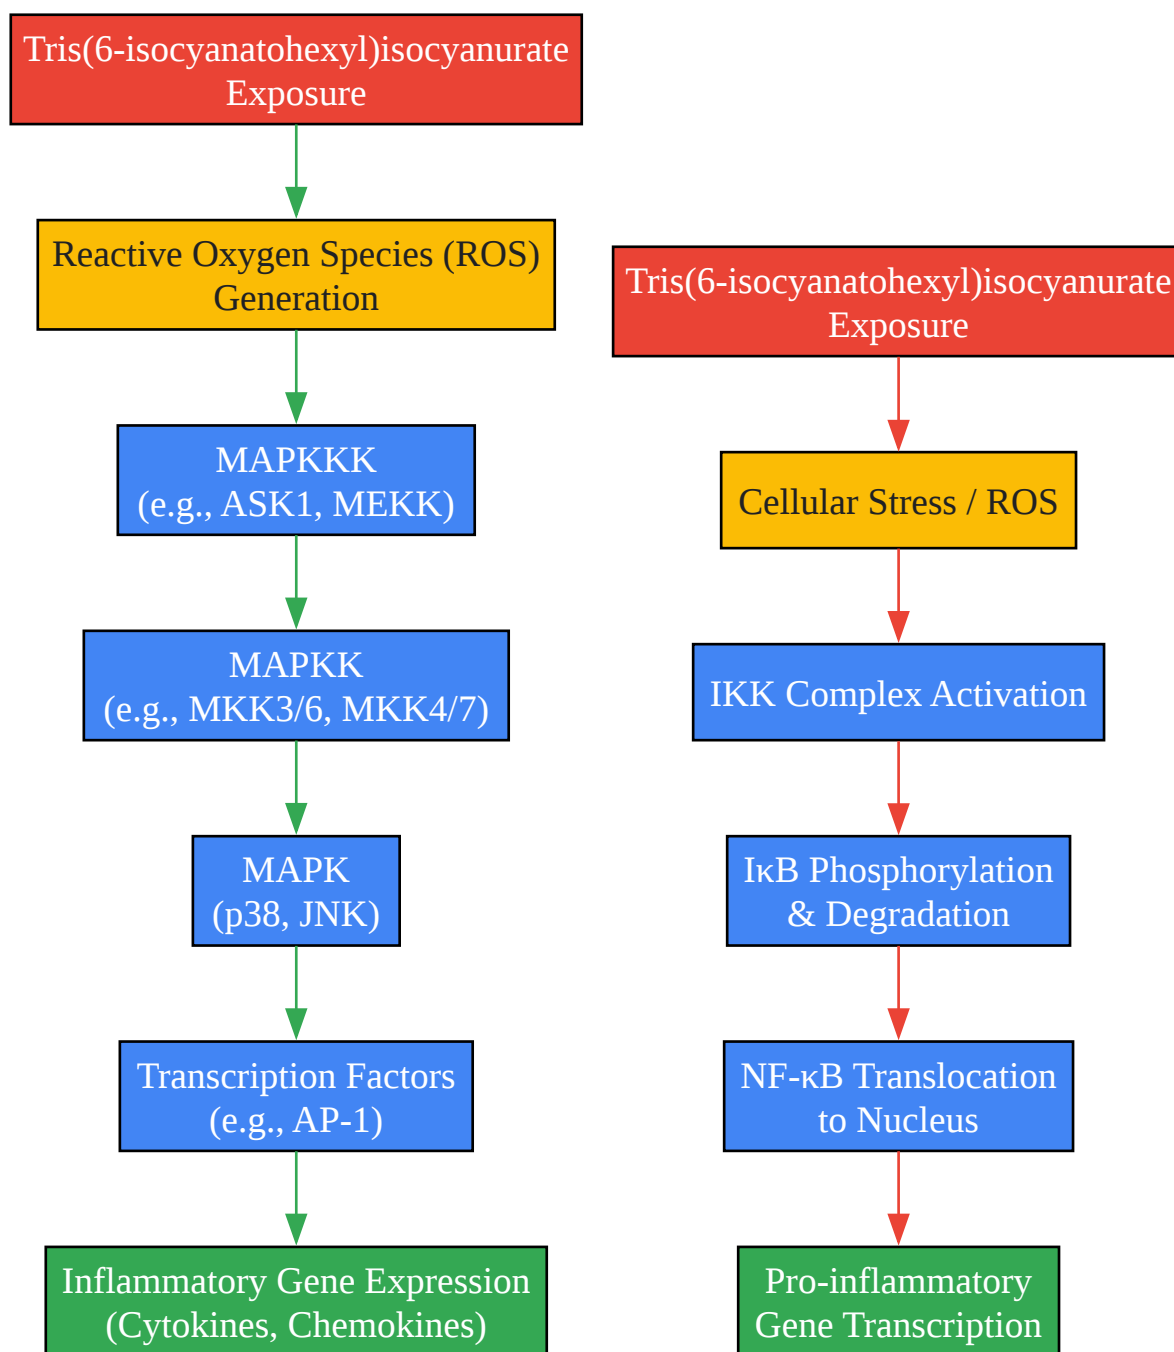 Tris(6-isocyanatohexyl)isocyanurate
Exposure
Reactive Oxygen Species (ROS)
Generation
MAPKKK
(e.g., ASK1, MEKK)
MAPKK
(e.g., MKK3/6, MKK4/7)
MAPK
(p38, JNK)
Transcription Factors
(e.g., AP-1)
Inflammatory Gene Expression
(Cytokines, Chemokines)
Tris(6-isocyanatohexyl)isocyanurate
Exposure
Cellular Stress / ROS
IKK Complex Activation
IκB Phosphorylation
& Degradation
NF-κB Translocation
to Nucleus
Pro-inflammatory
Gene Transcription